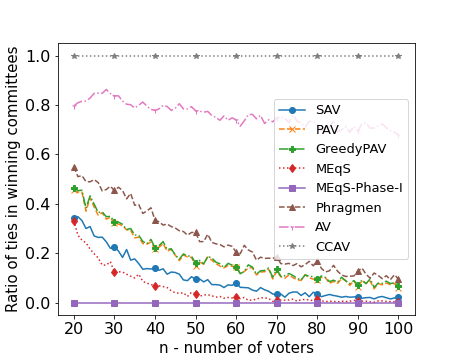 Ratio of ties in winning committees
1.0
0.8
0.6
0.4
0.2
0.0
SAV
PAV
GreedyPAV
MEqS
MEqS-Phase-I
Phragmen
AV
CCAV
20 30 40 50 60 70 80 90 100
n - number of voters